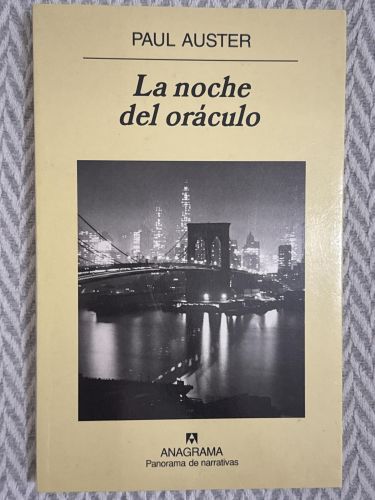 PAUL AUSTER
La noche
del oráculo
ANAGRAMA
Panorama de narrativas